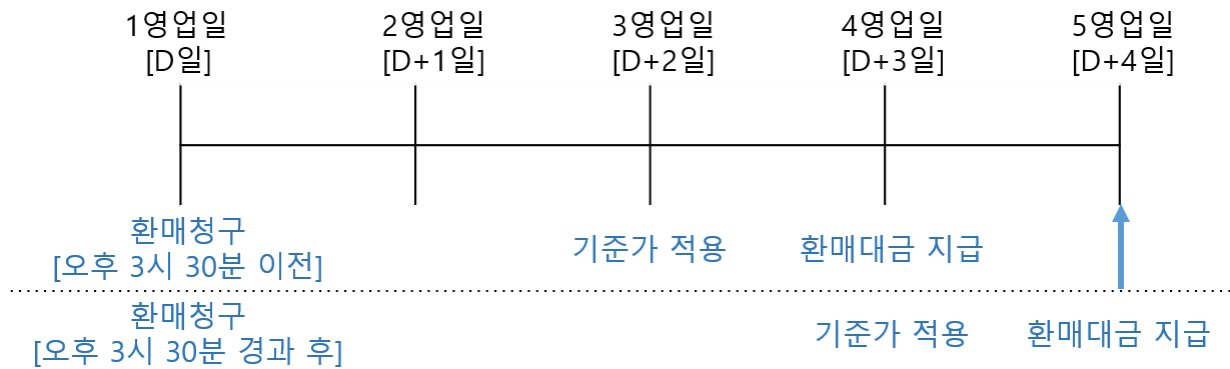 1영업일
[D일]
2영업일
[D+1일]
3영업일
[D+2일]
4영업일
[D+3일]
5영업일
[D+4일]
환매청구
[오후 3시 30분 이전]
기준가 적용
환매대금 지급
환매청구
[오후 3시 30분 경과 후]
기준가 적용
환매대금 지급